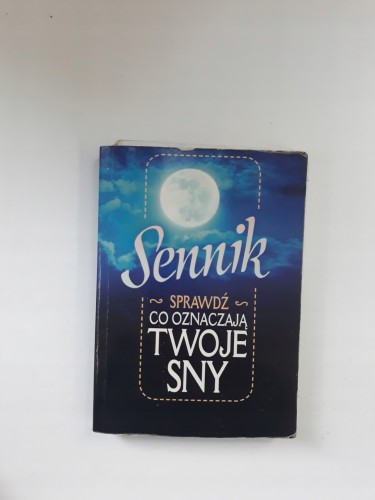 Sennik
SPRAWDŹ
CO OZNACZAJĄ
TWOJE
SNY